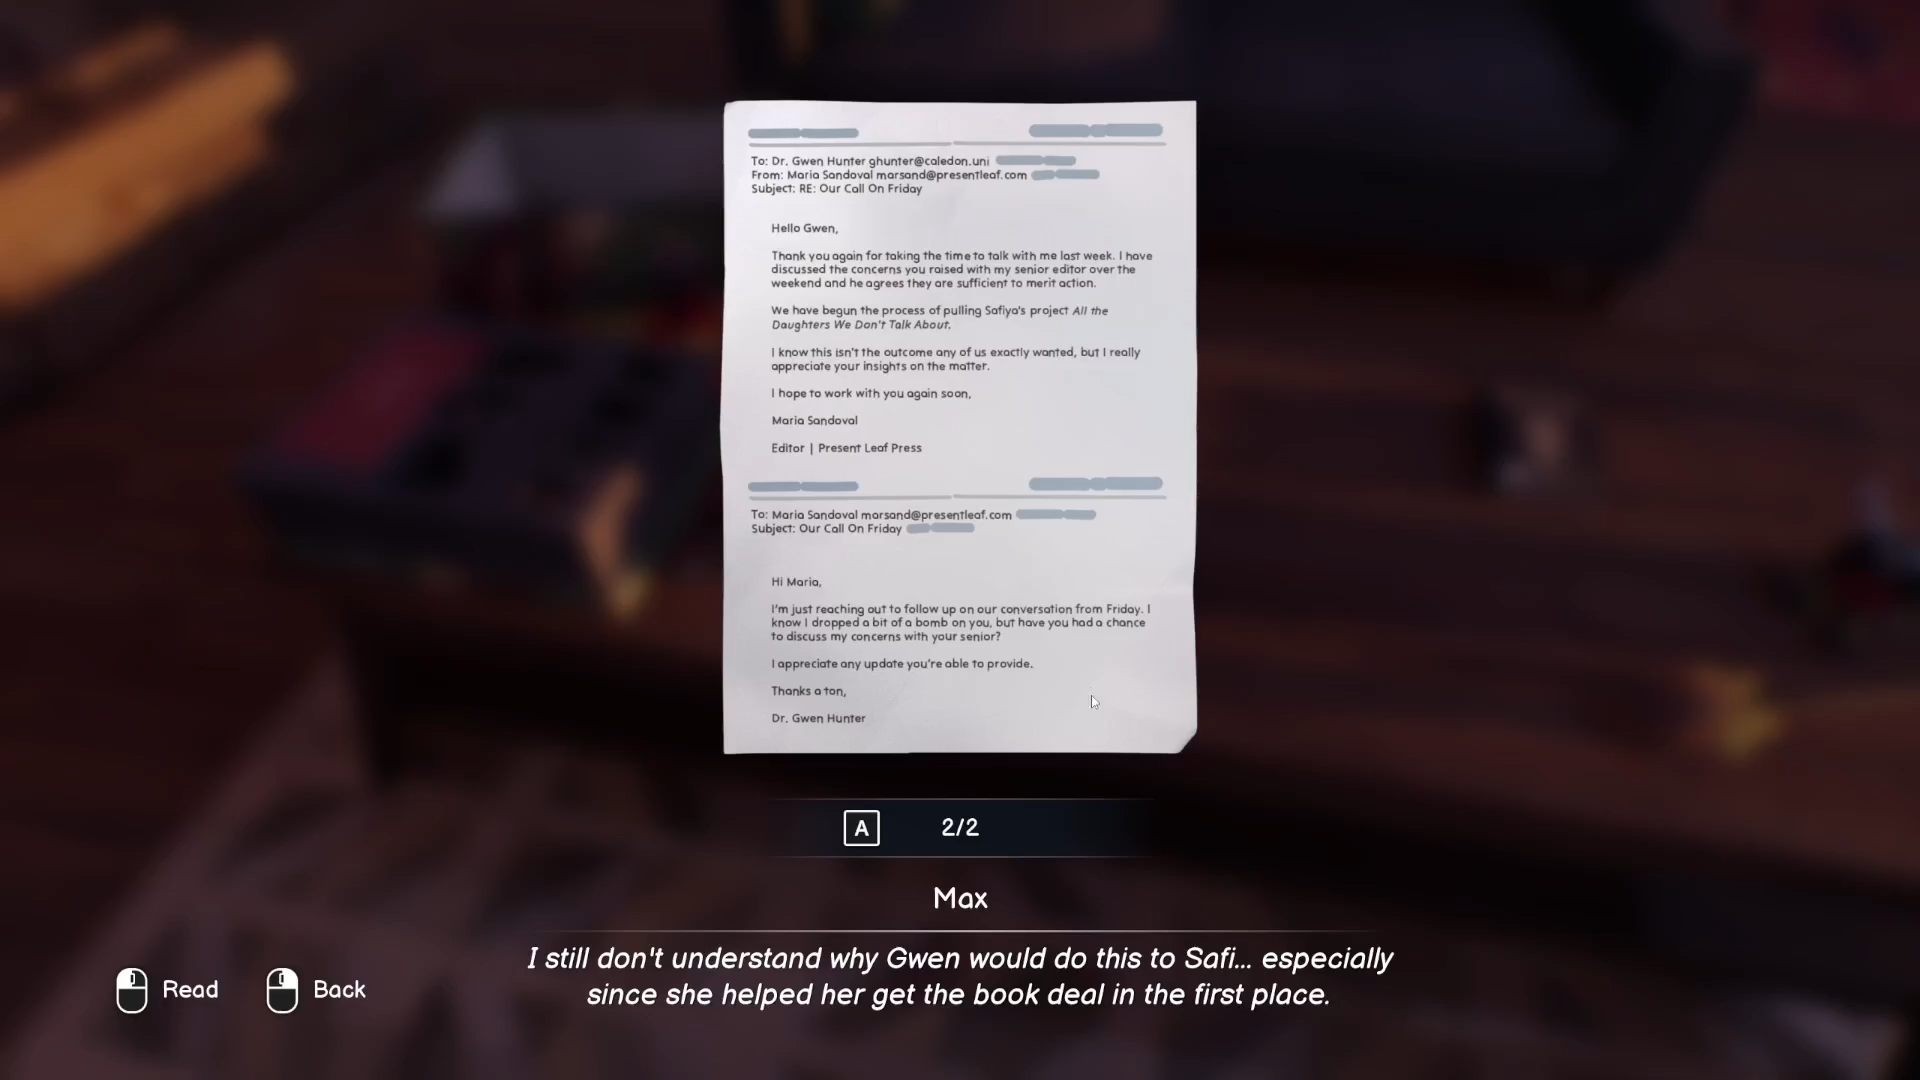 To: Dr. Gwen Hunter ghunter@caledon.uni
From: Maria Sandoval marsand@presentleaf.com
Subject: RE: Our Call On Friday
Hello Gwen,
Thank you again for taking the time to talk with me last week. I have
discussed the concerns you raised with my senior editor over the
weekend and he agrees they are sufficient to merit action.
We have begun the process of pulling Safiya's project All the
Daughters We Don't Talk About.
I know this isn't the outcome any of us exactly wanted, but I really
appreciate your insights on the matter.
I hope to work with you again soon,
Maria Sandoval
Editor | Present Leaf Press
To: Maria Sandoval marsand@presentleaf.com
Subject: Our Call On Friday
Hi Maria,
I'm just reaching out to follow up on our conversation from Friday. I
know I dropped a bit of a bomb on you, but have you had a chance
to discuss my concerns with your senior?
I appreciate any update you're able to provide.
Thanks a ton,
Dr. Gwen Hunter
A 2/2
Max
I still don't understand why Gwen would do this to Safi... especially
since she helped her get the book deal in the first place.
Read Back